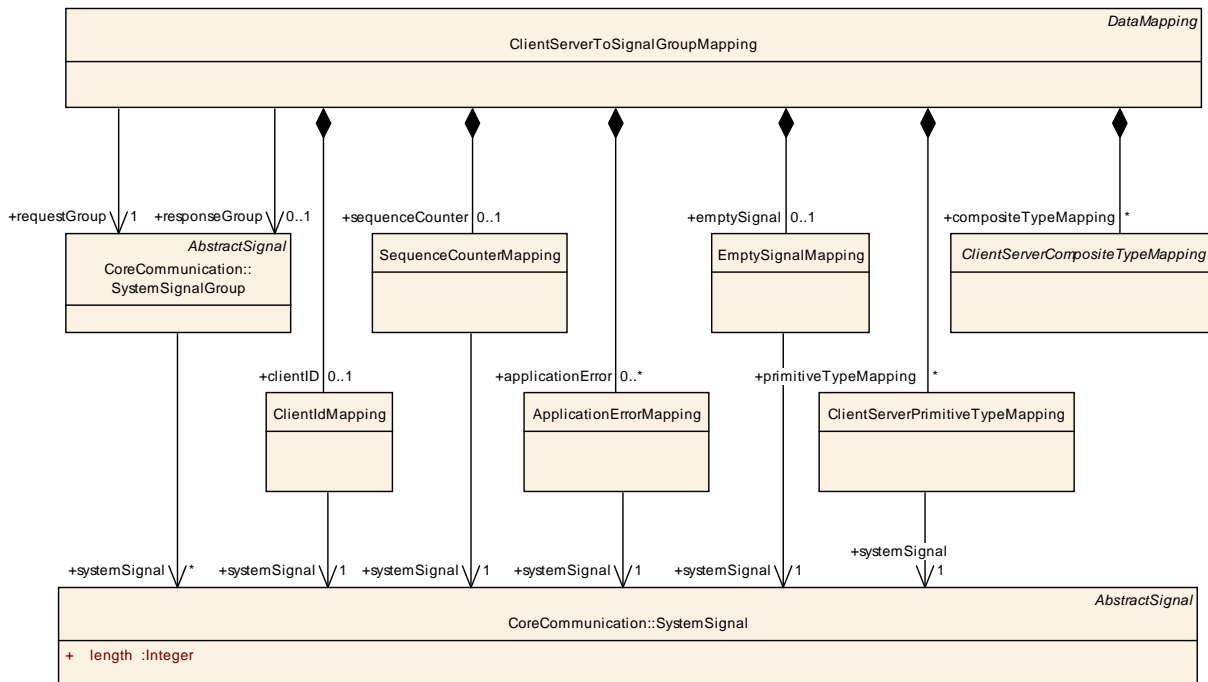 DataMapping
ClientServerToSignalGroupMapping
+requestGroup 1
+responseGroup 0..1
+sequenceCounter 0..1
+emptySignal 0..1
+compositeTypeMapping *
AbstractSignal
CoreCommunication::
SystemSignalGroup
SequenceCounterMapping
EmptySignalMapping
ClientServerCompositeTypeMapping
+clientID 0..1
+applicationError 0..*
+primitiveTypeMapping *
ClientIdMapping
ApplicationErrorMapping
ClientServerPrimitiveTypeMapping
+systemSignal *
+systemSignal 1
+systemSignal 1
+systemSignal 1
+systemSignal 1
+systemSignal
1
AbstractSignal
CoreCommunication::SystemSignal
+ length :Integer